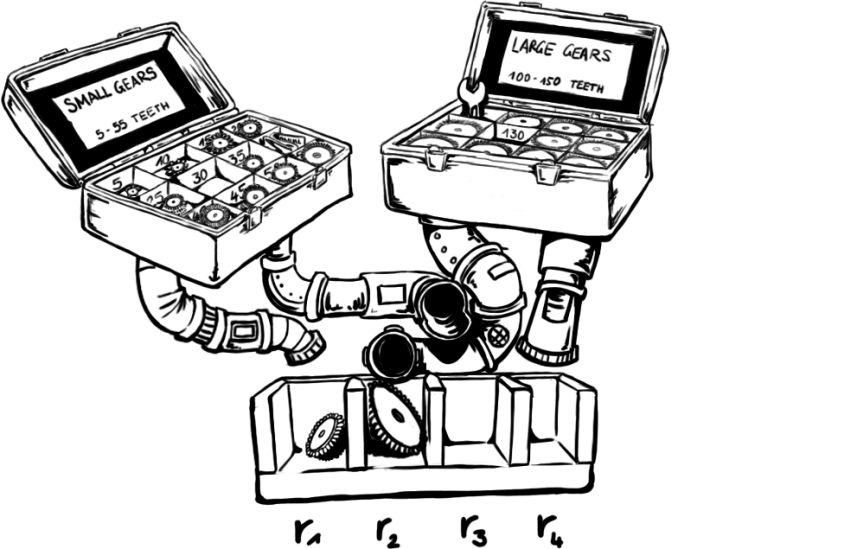 SMALL GEARS
5-55 TEETH
LARGE GEARS
100-150 TEETH
130
10
35
5
30
25
45
r₁ r₂ r₃ r₄